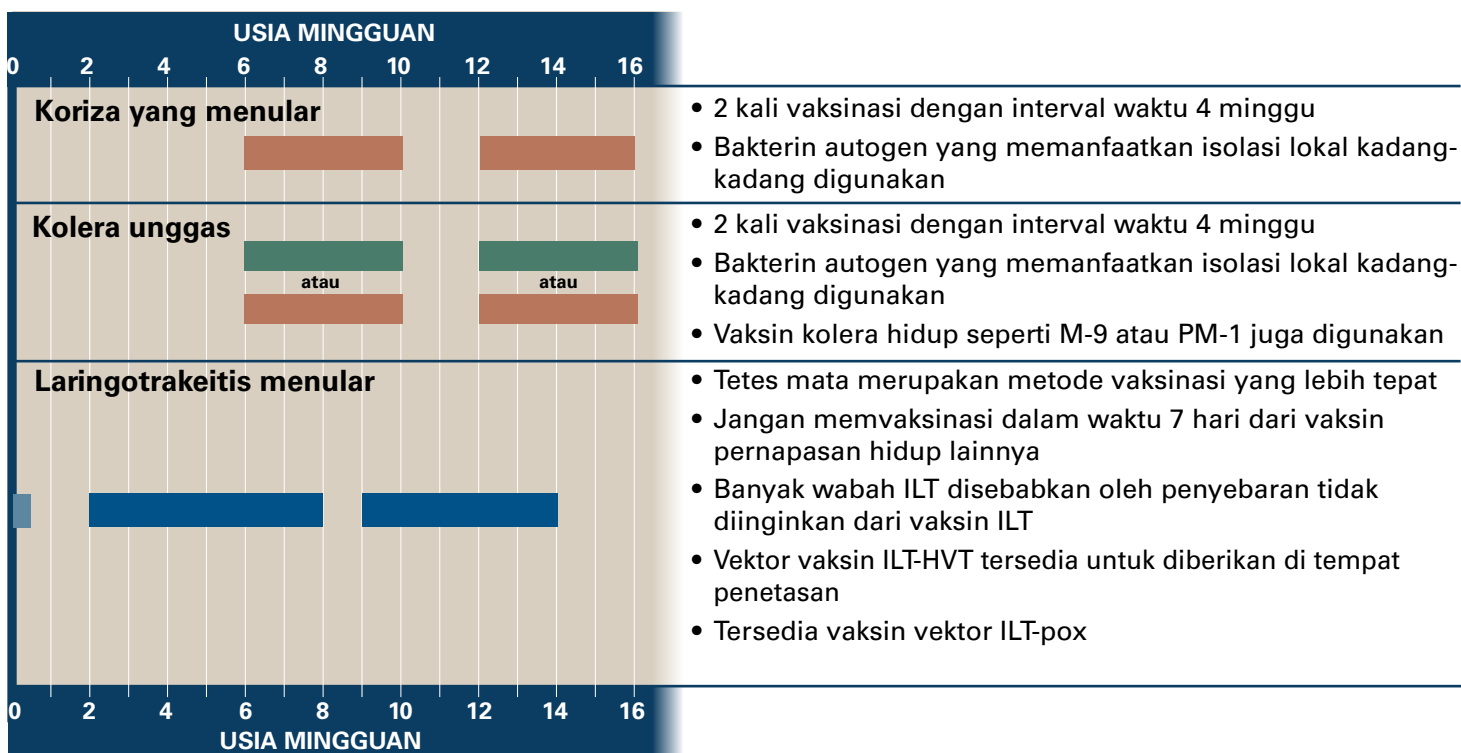 USIA MINGGUAN
0 2 4 6 8 10 12 14 16
Koriza yang menular
• 2 kali vaksinasi dengan interval waktu 4 minggu
• Bakterin autogen yang memanfaatkan isolasi lokal kadang-
kadang digunakan
Kolera unggas
atau atau
• 2 kali vaksinasi dengan interval waktu 4 minggu
• Bakterin autogen yang memanfaatkan isolasi lokal kadang-
kadang digunakan
• Vaksin kolera hidup seperti M-9 atau PM-1 juga digunakan
Laringotrakeitis menular
• Tetes mata merupakan metode vaksinasi yang lebih tepat
• Jangan memvaksinasi dalam waktu 7 hari dari vaksin
pernapasan hidup lainnya
• Banyak wabah ILT disebabkan oleh penyebaran tidak
diinginkan dari vaksin ILT
• Vektor vaksin ILT-HVT tersedia untuk diberikan di tempat
penetasan
• Tersedia vaksin vektor ILT-pox
0 2 4 6 8 10 12 14 16
USIA MINGGUAN